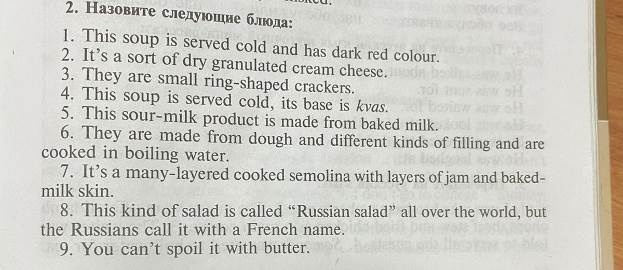 2. Назовите следующие блюда:
1. This soup is served cold and has dark red colour.
2. It's a sort of dry granulated cream cheese.
3. They are small ring-shaped crackers.
4. This soup is served cold, its base is kvas.
5. This sour-milk product is made from baked milk.
6. They are made from dough and different kinds of filling and are
cooked in boiling water.
7. It's a many-layered cooked semolina with layers of jam and baked-
milk skin.
8. This kind of salad is called “Russian salad” all over the world, but
the Russians call it with a French name.
9. You can't spoil it with butter.